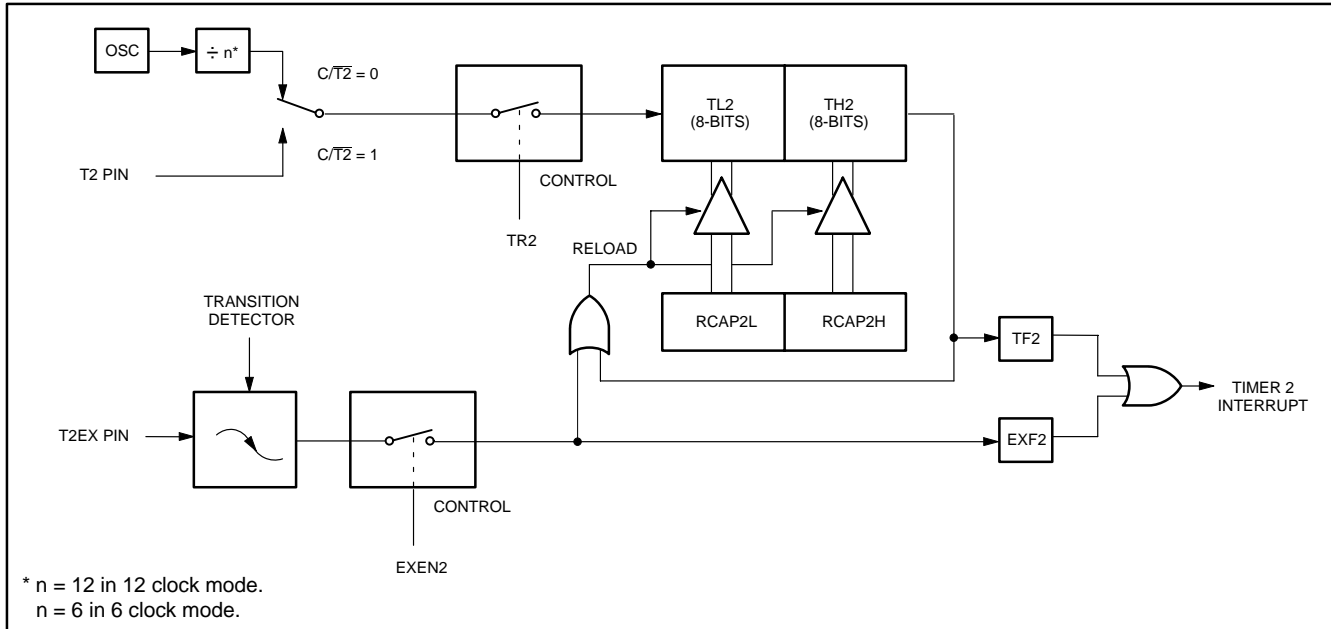 OSC
÷ n*
C/T2 = 0
C/T2 = 1
T2 PIN
CONTROL
TR2
TL2
(8-BITS)
TH2
(8-BITS)
RELOAD
RCAP2L
RCAP2H
TRANSITION
DETECTOR
T2EX PIN
CONTROL
EXEN2
TF2
EXF2
TIMER 2
INTERRUPT
* n = 12 in 12 clock mode.
n = 6 in 6 clock mode.